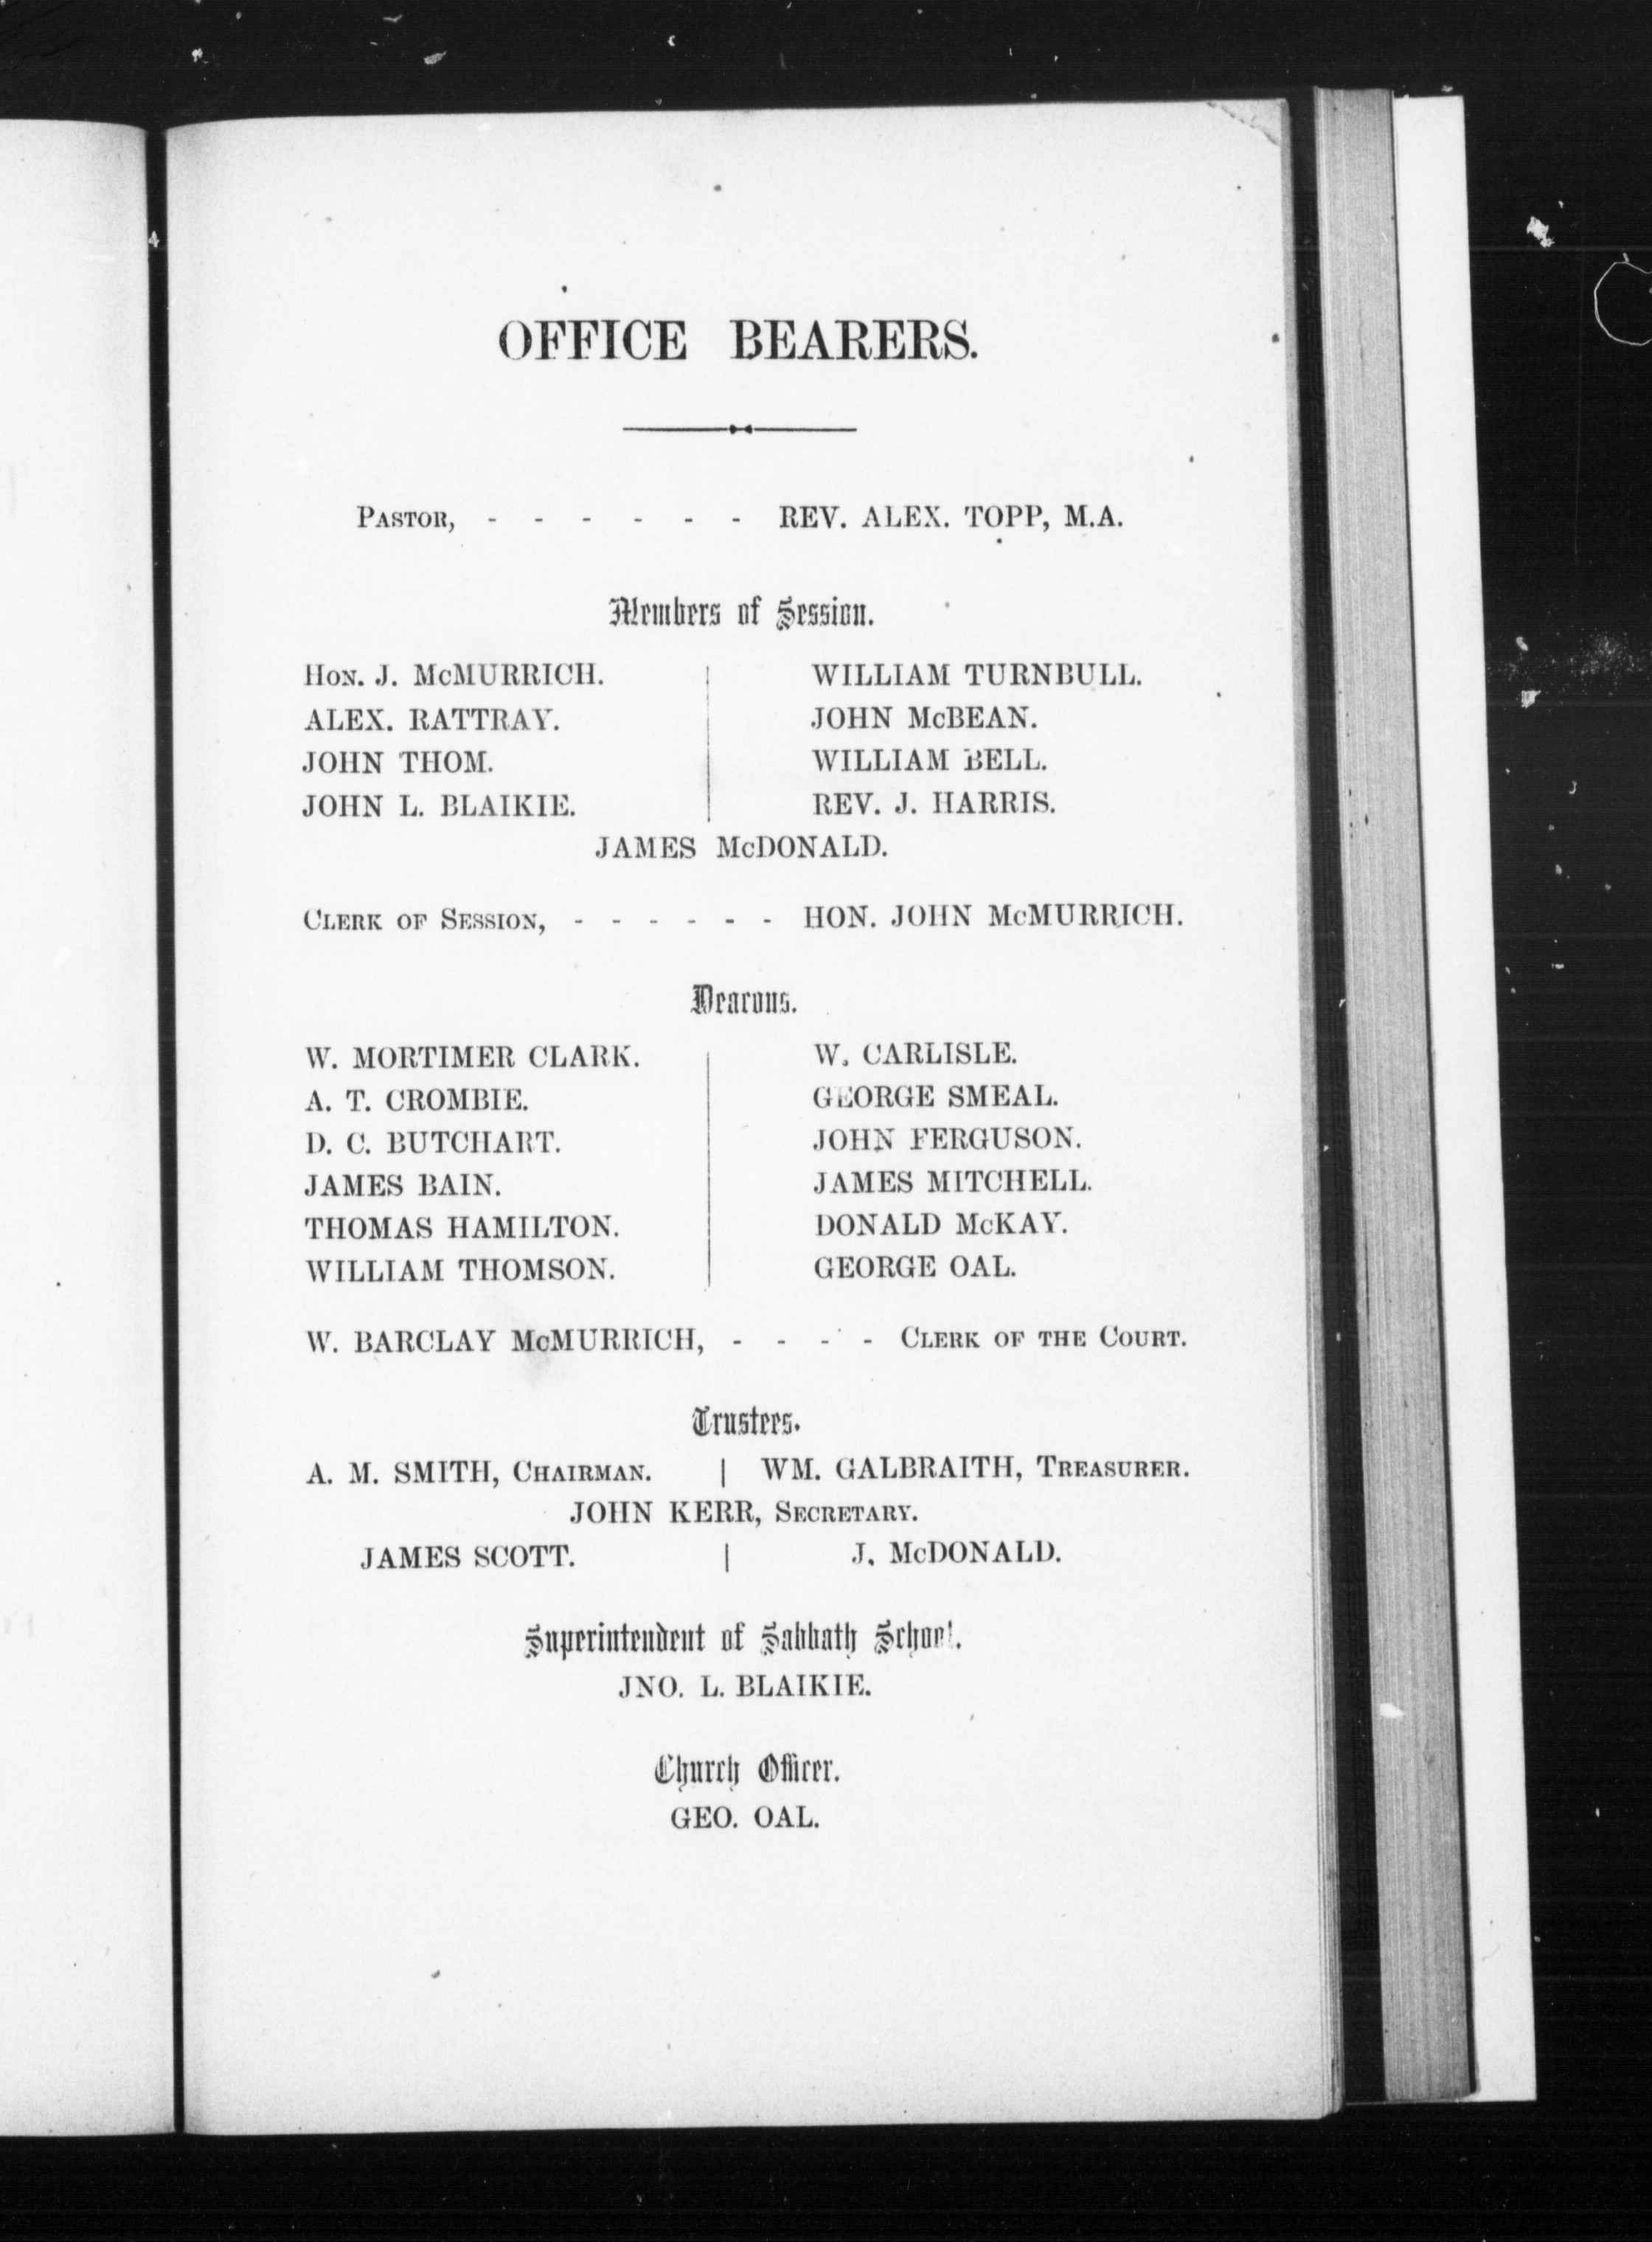 OFFICE BEARERS.
PASTOR, - - - - - - REV. ALEX. TOPP, M.A.
Members of Session.
HON. J. McMURRICH. | WILLIAM TURNBULL.
ALEX. RATTRAY. | JOHN McBEAN.
JOHN THOM. | WILLIAM BELL.
JOHN L. BLAIKIE. | REV. J. HARRIS.
JAMES McDONALD.
CLERK OF SESSION, - - - - - - HON. JOHN McMURRICH.
Deacons.
W. MORTIMER CLARK. | W. CARLISLE.
A. T. CROMBIE. | GEORGE SMEAL.
D. C. BUTCHART. | JOHN FERGUSON.
JAMES BAIN. | JAMES MITCHELL.
THOMAS HAMILTON. | DONALD McKAY.
WILLIAM THOMSON. | GEORGE OAL.
W. BARCLAY McMURRICH, - - - - CLERK OF THE COURT.
Trustees.
A. M. SMITH, CHAIRMAN. | WM. GALBRAITH, TREASURER.
JOHN KERR, SECRETARY.
JAMES SCOTT. | J. McDONALD.
Superintendent of Sabbath School.
JNO. L. BLAIKIE.
Church Officer.
GEO. OAL.